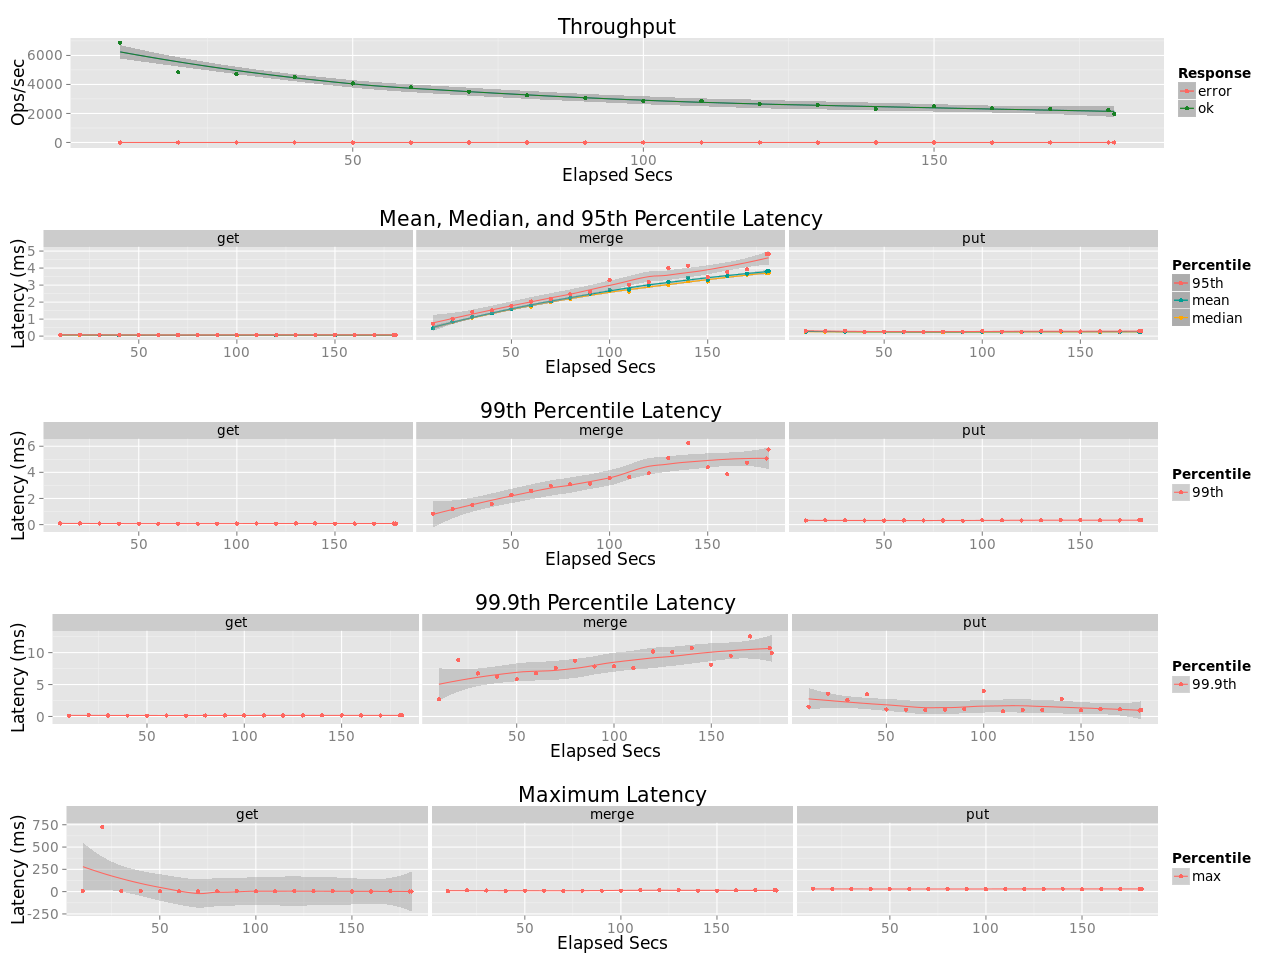 Throughput
6000
4000
2000
0
Ops/sec
50 100 150
Elapsed Secs
Response
error
ok
Mean, Median, and 95th Percentile Latency
get merge put
5
4
3
2
1
0
Latency (ms)
50 100 150 50 100 150 50 100 150
Elapsed Secs
Percentile
95th
mean
median
99th Percentile Latency
get merge put
6
4
2
0
Latency (ms)
50 100 150 50 100 150 50 100 150
Elapsed Secs
Percentile
99th
99.9th Percentile Latency
get merge put
10
5
0
Latency (ms)
50 100 150 50 100 150 50 100 150
Elapsed Secs
Percentile
99.9th
Maximum Latency
get merge put
750
500
250
0
-250
Latency (ms)
50 100 150 50 100 150 50 100 150
Elapsed Secs
Percentile
max